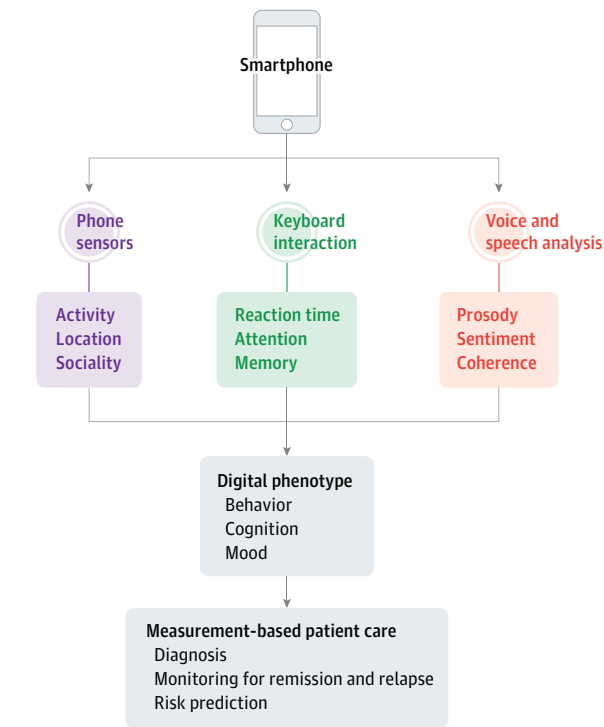 Smartphone
Phone
sensors
Keyboard
interaction
Voice and
speech analysis
Activity
Location
Sociality
Reaction time
Attention
Memory
Prosody
Sentiment
Coherence
Digital phenotype
Behavior
Cognition
Mood
Measurement-based patient care
Diagnosis
Monitoring for remission and relapse
Risk prediction